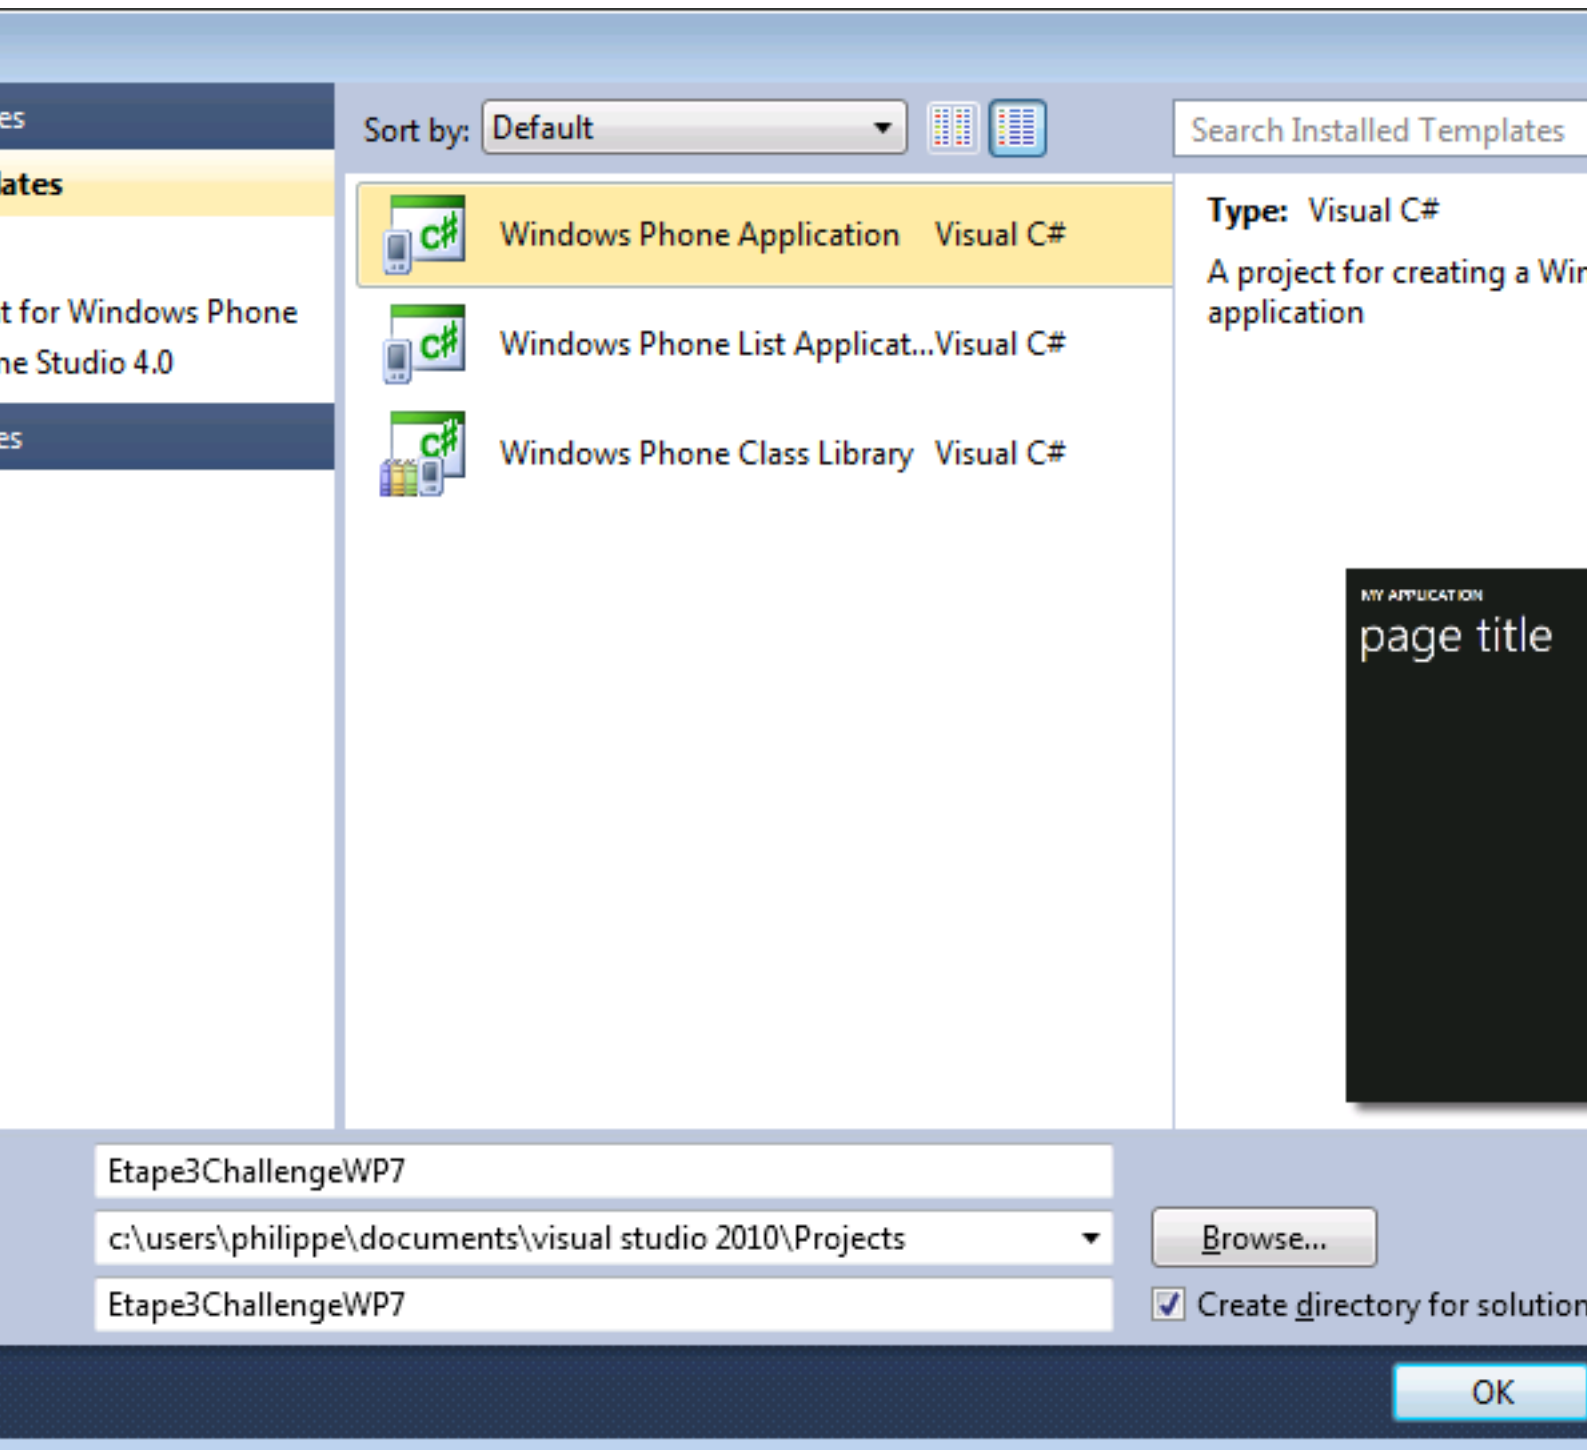 es
Sort by: Default
Search Installed Templates
lates
Windows Phone Application Visual C#
Type: Visual C#
A project for creating a Win
application
t for Windows Phone
ne Studio 4.0
Windows Phone List Applicat...Visual C#
es
Windows Phone Class Library Visual C#
MY APPLICATION
page title
Etape3ChallengeWP7
c:\users\philippe\documents\visual studio 2010\Projects
Browse...
Etape3ChallengeWP7
Create directory for solution
OK